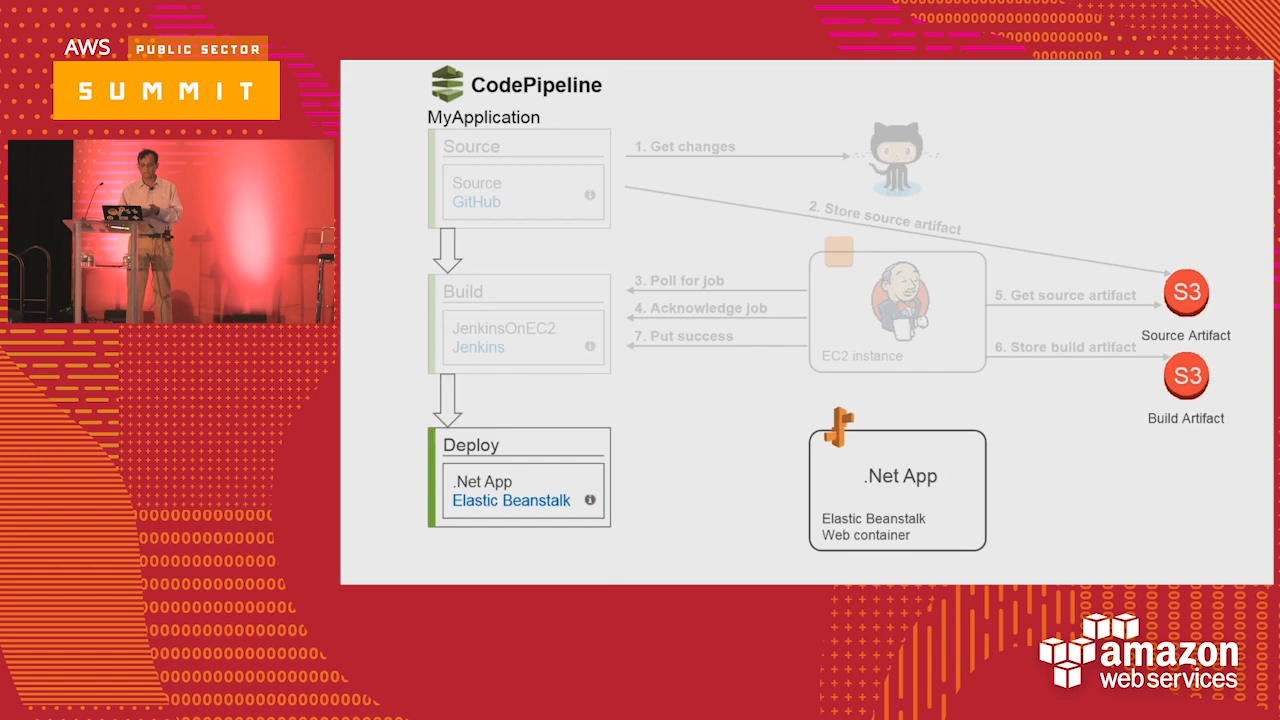 AWS PUBLIC SECTOR
SUMMIT
CodePipeline
MyApplication
Source
Source
GitHub
1. Get changes
2. Store source artifact
Build
JenkinsOnEC2
Jenkins
3. Poll for job
4. Acknowledge job
7. Put success
EC2 instance
5. Get source artifact
6. Store build artifact
S3
Source Artifact
S3
Build Artifact
Deploy
.Net App
Elastic Beanstalk
.Net App
Elastic Beanstalk
Web container
amazon
web services